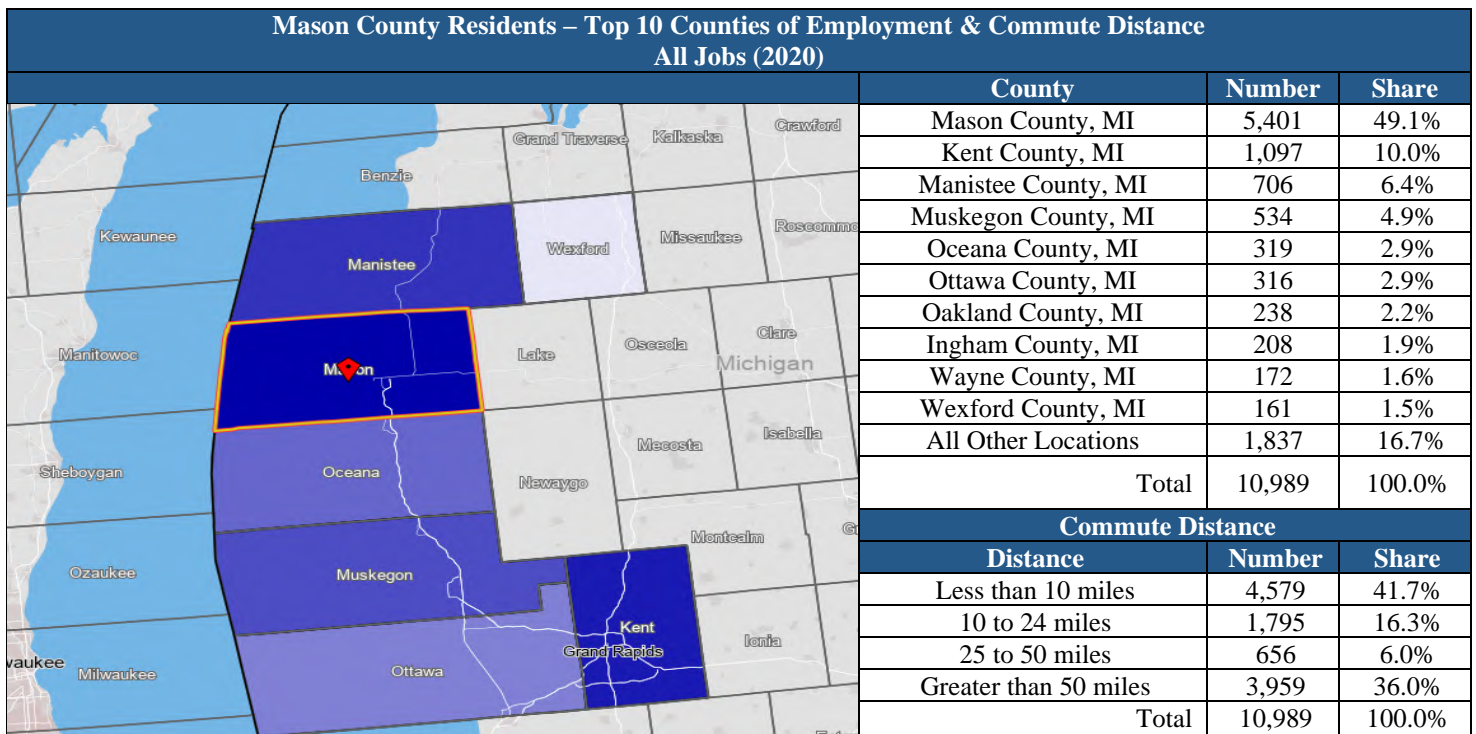 Mason County Residents – Top 10 Counties of Employment & Commute Distance
All Jobs (2020)
County Number Share
Mason County, MI 5,401 49.1%
Kent County, MI 1,097 10.0%
Manistee County, MI 706 6.4%
Muskegon County, MI 534 4.9%
Oceana County, MI 319 2.9%
Ottawa County, MI 316 2.9%
Oakland County, MI 238 2.2%
Ingham County, MI 208 1.9%
Wayne County, MI 172 1.6%
Wexford County, MI 161 1.5%
All Other Locations 1,837 16.7%
Total 10,989 100.0%
Commute Distance
Distance Number Share
Less than 10 miles 4,579 41.7%
10 to 24 miles 1,795 16.3%
25 to 50 miles 656 6.0%
Greater than 50 miles 3,959 36.0%
Total 10,989 100.0%
Grand Traverse
Kalkaska
Crawford
Benzie
Kewaunee
Manistee
Wexford
Missaukee
Roscommo
Manitowoc
Lake
Osceola
Clare
Michigan
Sheboygan
Oceana
Newaygo
Mecosta
Isabella
Montcalm
Ozaukee
Muskegon
Kent
Grand Rapids
Ionia
waukee
Milwaukee
Ottawa